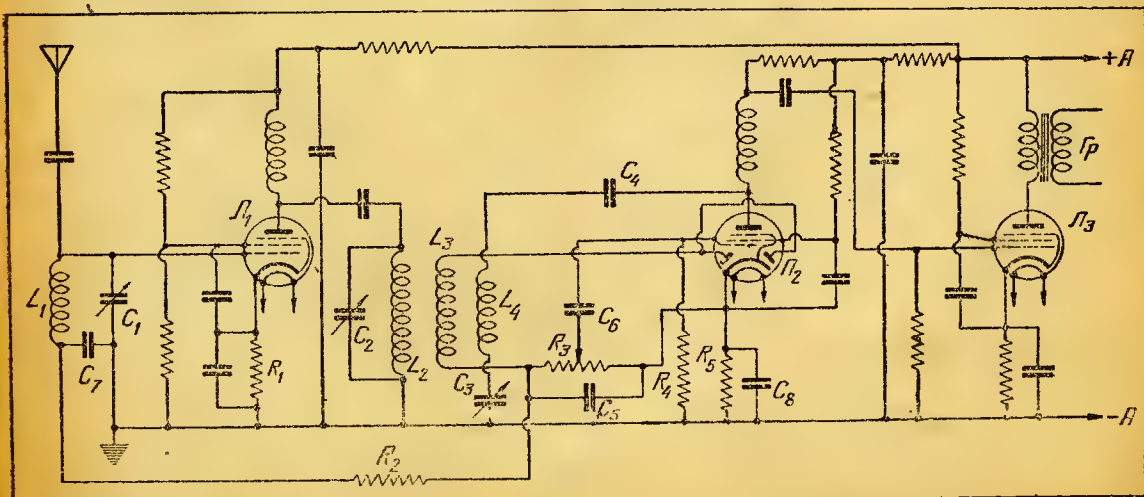 +A
Гр
Л₁
C₄
L₃
Л₂
Л₃
L₁
C₁
C₂
L₄
C₆
L₂
R₃
C₇
R₁
C₃
R₄
R₅
C₅
C₈
-A
R₂